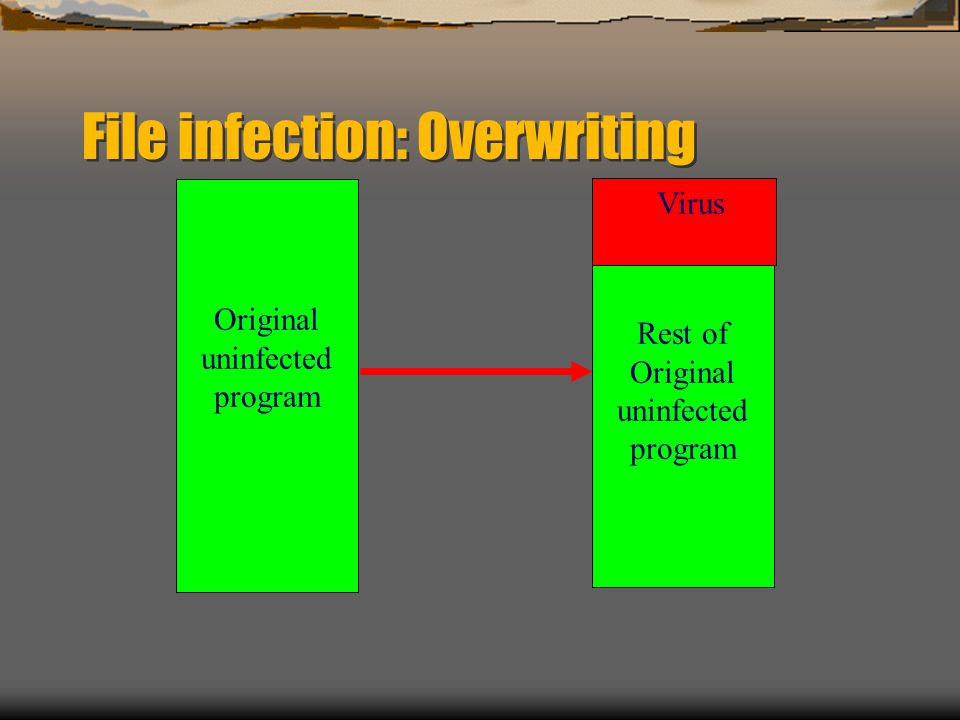 File infection: Overwriting
Original
uninfected
program
Virus
Rest of
Original
uninfected
program